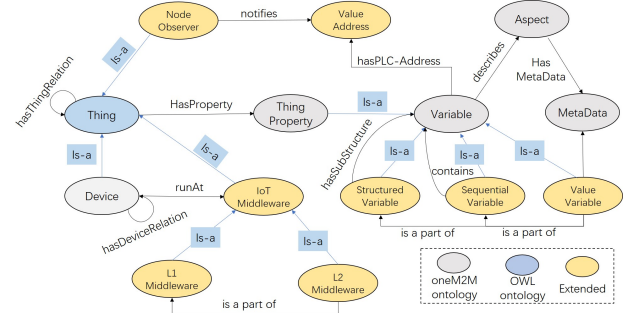 Node
Observer
notifies
Value
Address
Aspect
Is-a
hasPLC-Address
describes
Has
MetaData
hasThingRelation
Thing
HasProperty
Thing
Property
Is-a
Variable
MetaData
Is-a
Is-a
hasSubStructure
Is-a
Is-a
Is-a
contains
Device
runAt
IoT
Middleware
Structured
Variable
Sequential
Variable
Value
Variable
hasDeviceRelation
Is-a
Is-a
is a part of
is a part of
L1
Middleware
L2
Middleware
is a part of
oneM2M
ontology
OWL
ontology
Extended